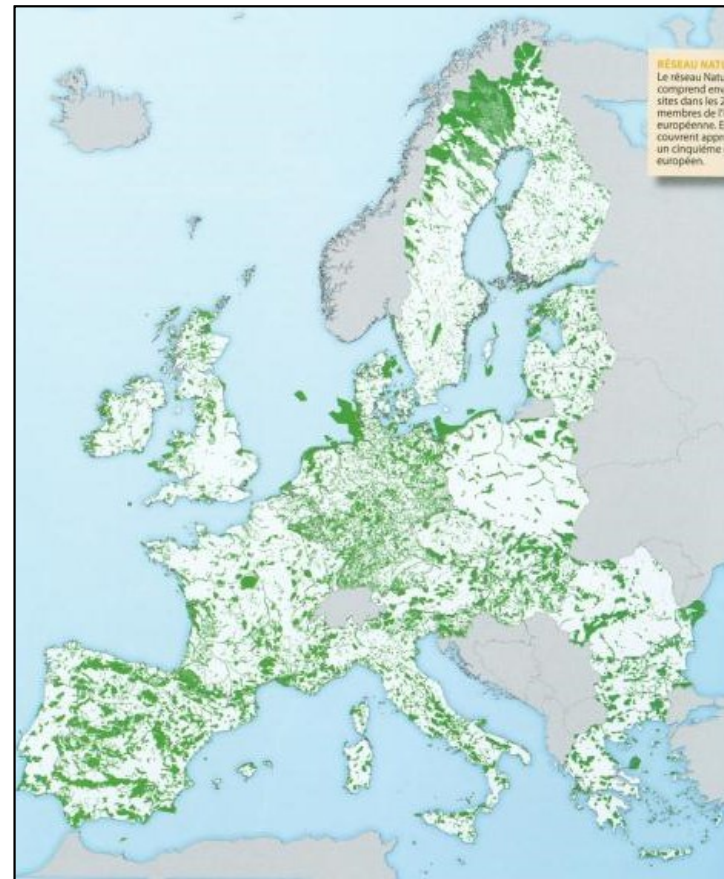 RÉSEAU NATU
Le réseau Natu
comprend env
sites dans les 2
membres de l'
européenne. E
couvrent appr
un cinquième
européen.